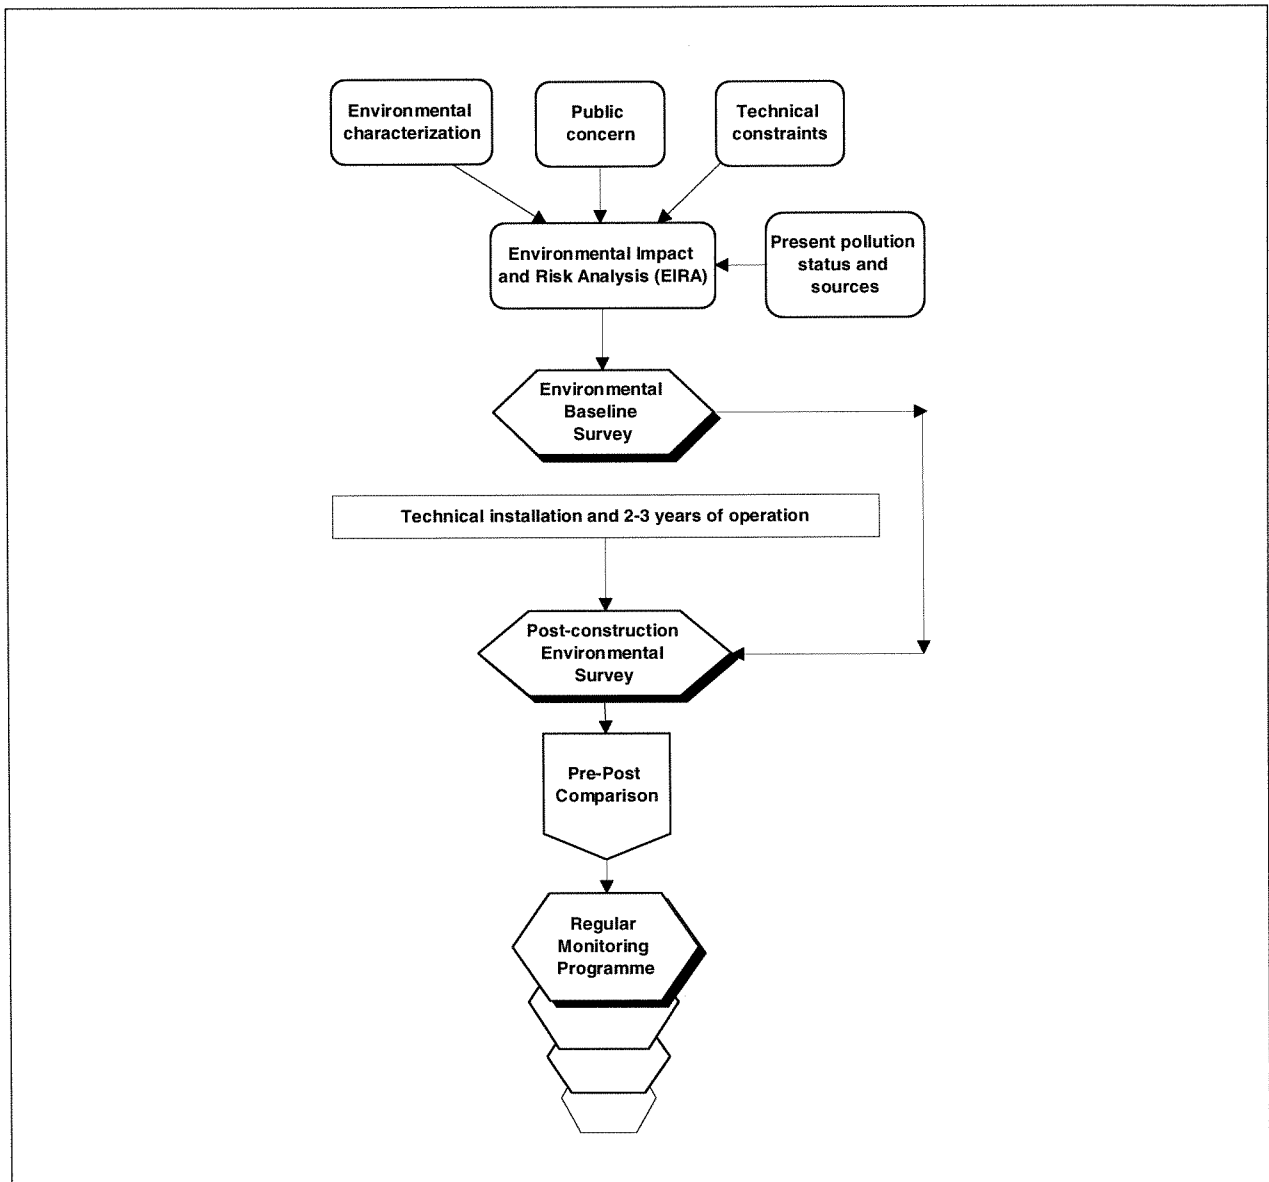 Environmental
characterization
Public
concern
Technical
constraints
Environmental Impact
and Risk Analysis (EIRA)
Present pollution
status and
sources
Environmental
Baseline
Survey
Technical installation and 2-3 years of operation
Post-construction
Environmental
Survey
Pre-Post
Comparison
Regular
Monitoring
Programme